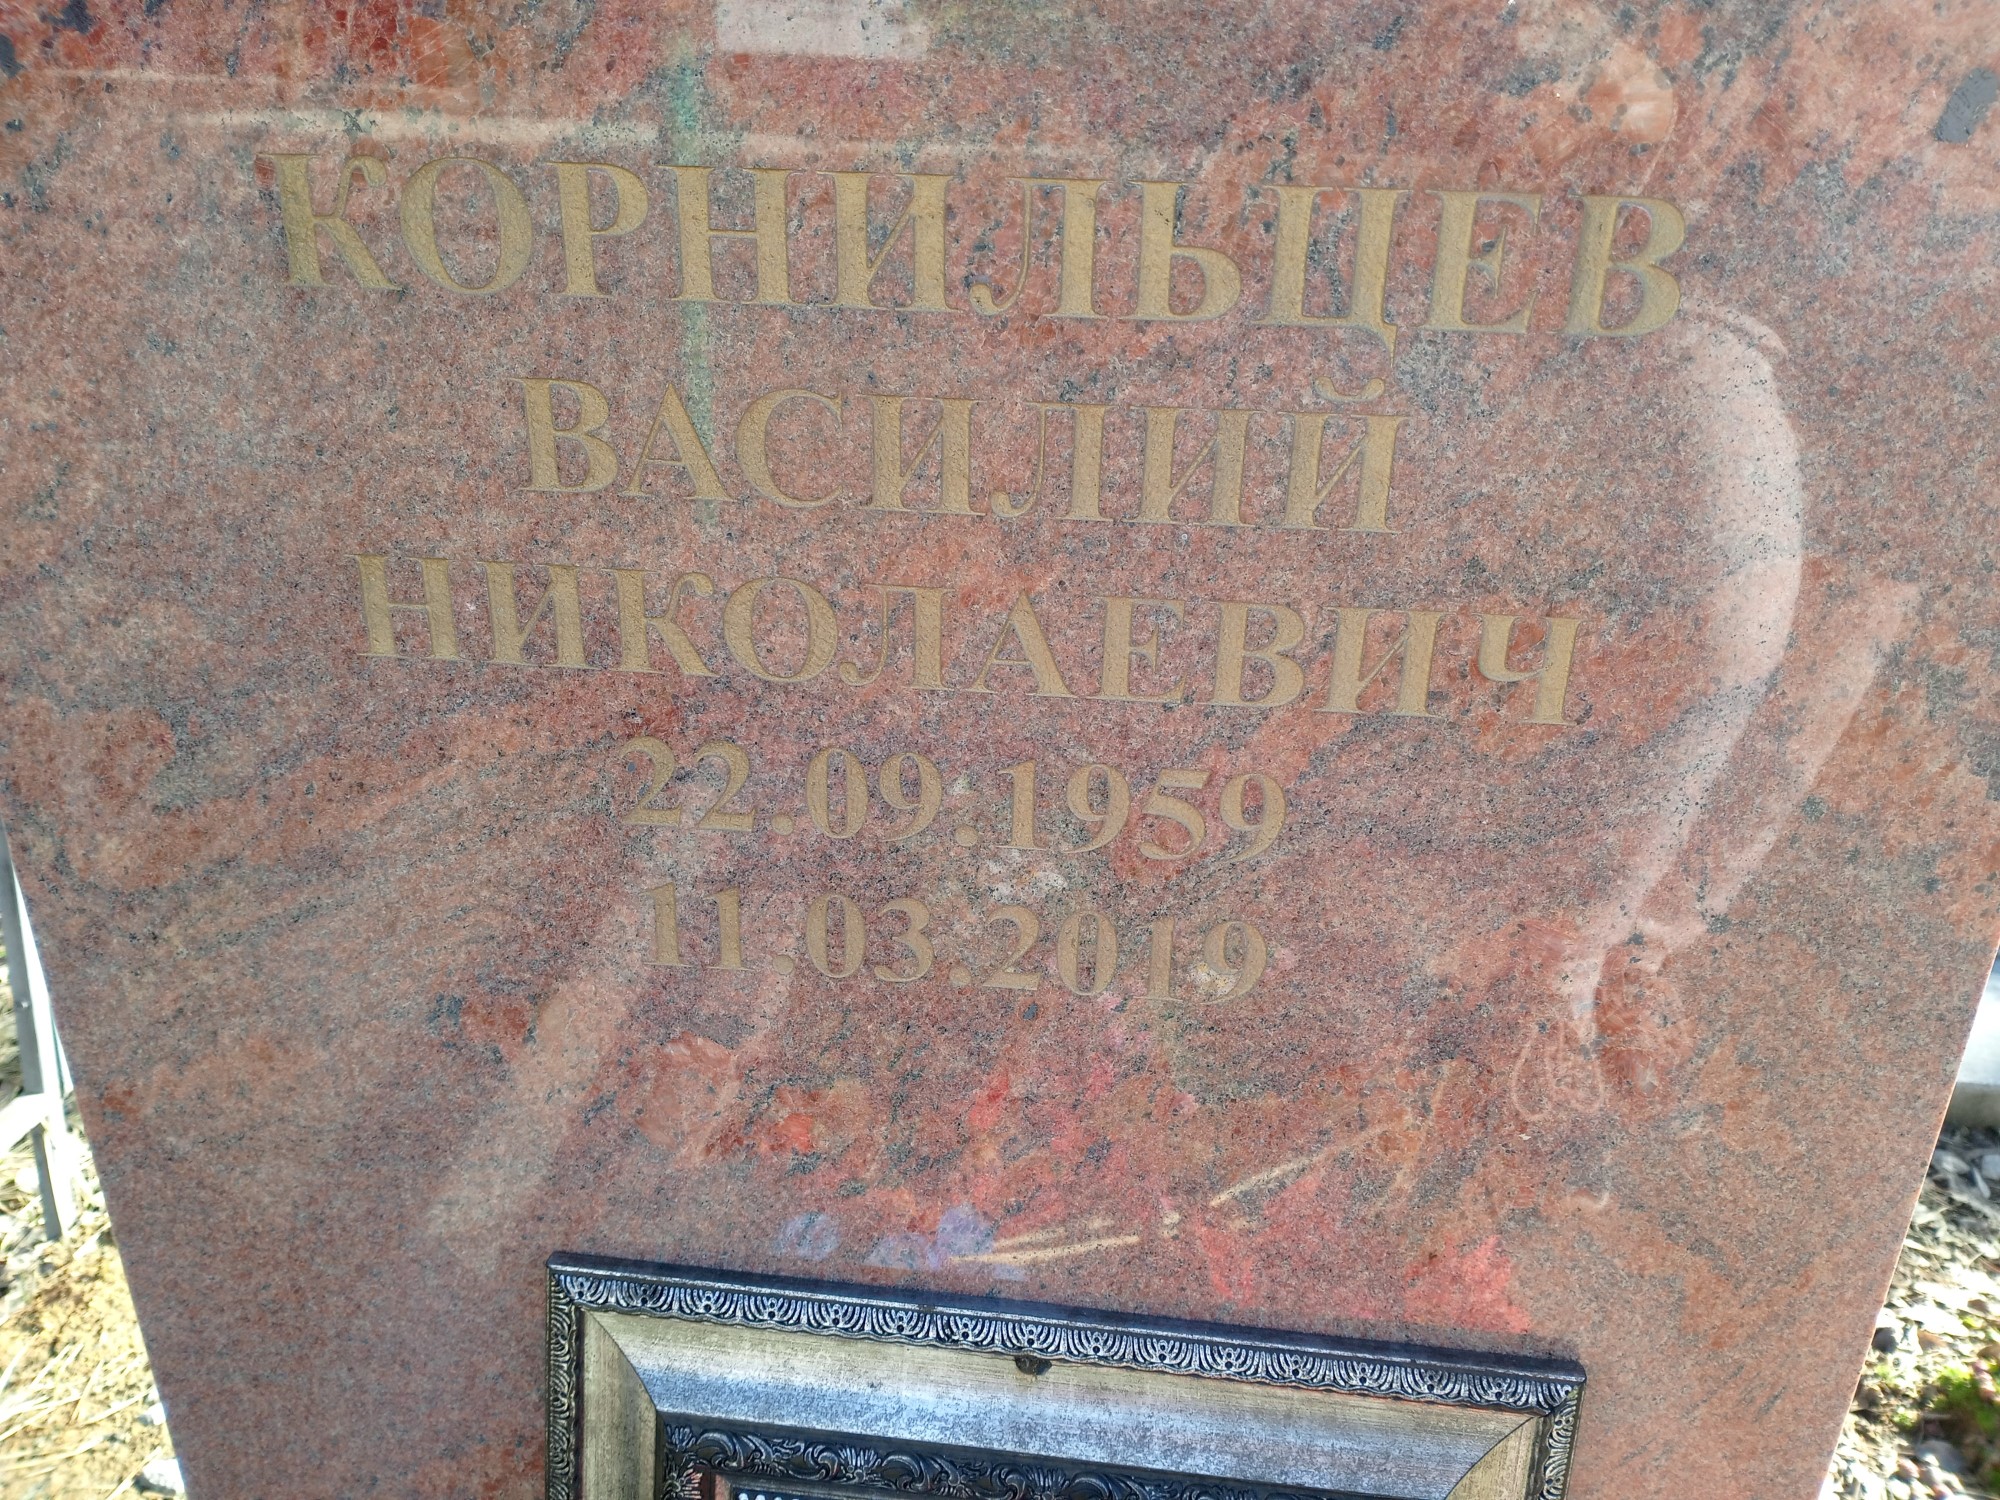 КОРНИЛЬЦЕВ
ВАСИЛИЙ
НИКОЛАЕВИЧ
22.09.1959
11.03.2019